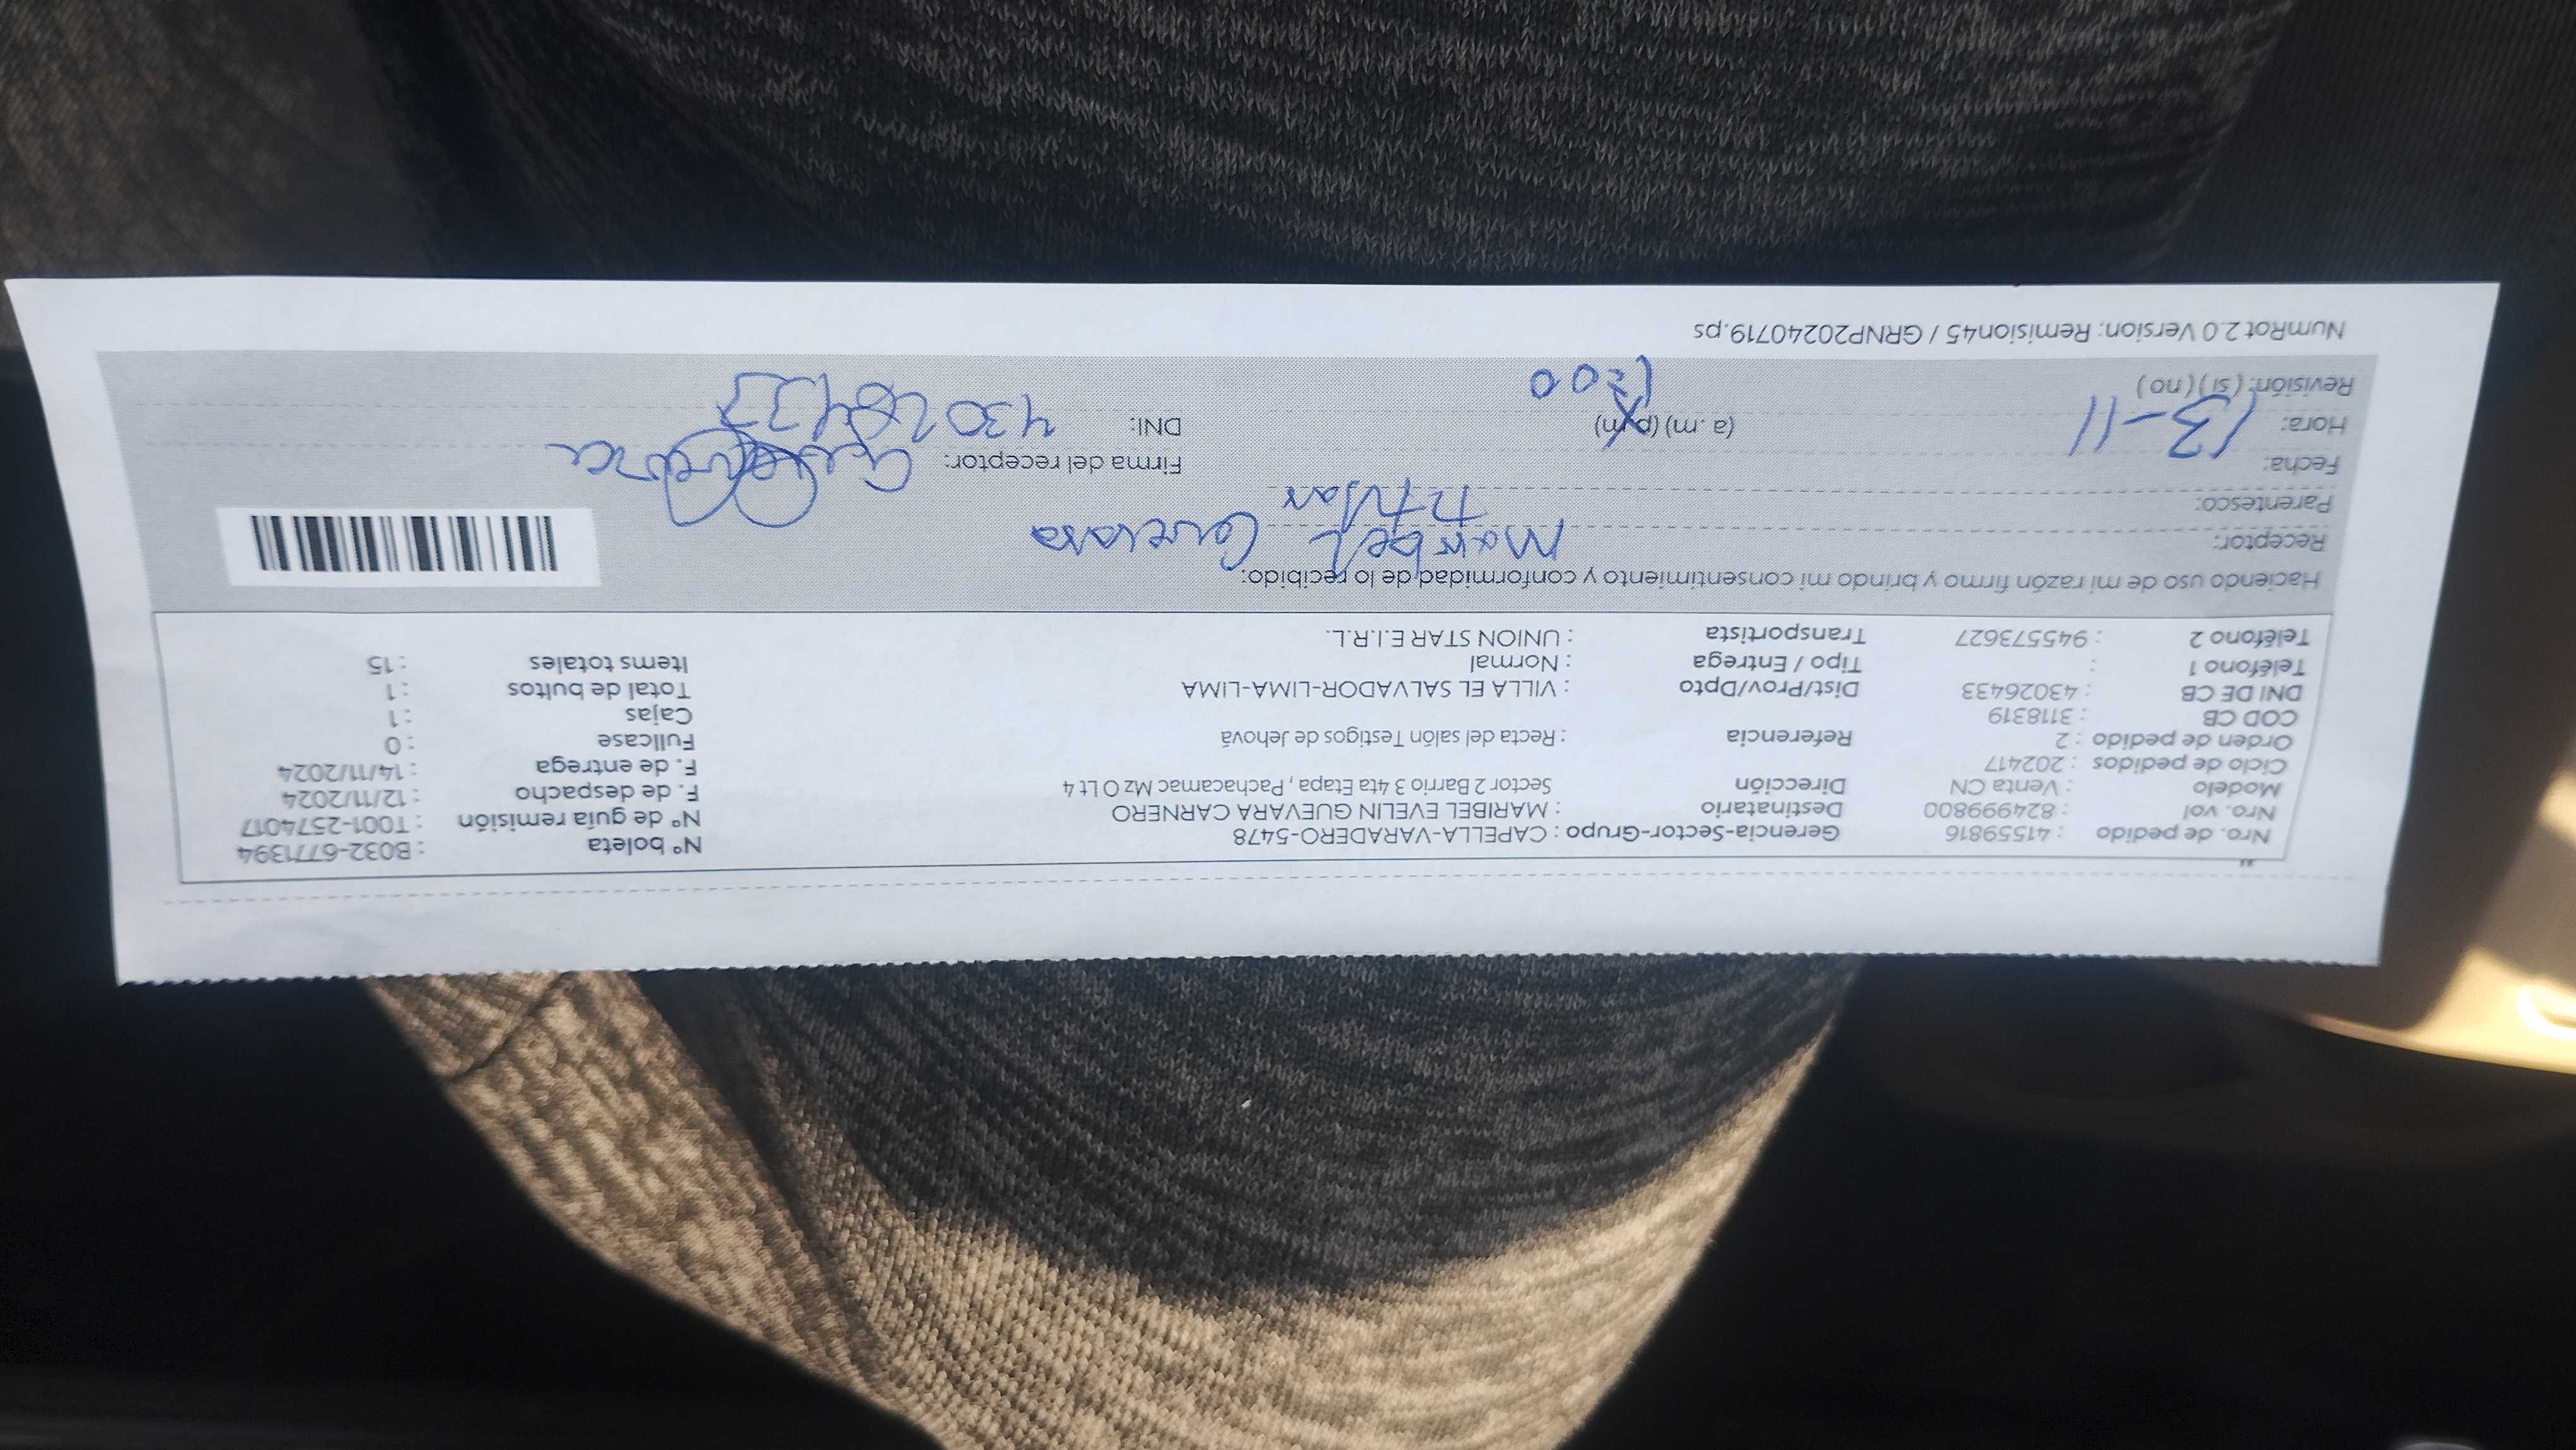 Nro. de pedido : 41559816 Gerencia-Sector-Grupo : CAPELLA-VARADERO-5478 N° boleta : B032-6771394
Nro. vol : 824999800 Destinatario : MARIBEL EVELIN GUEVARA CARNERO N° de guía remisión : T001-2574017
Modelo : Venta CN Dirección Sector 2 Barrio 3 4ta Etapa , Pachacamac Mz O Lt 4 F. de despacho : 12/11/2024
Ciclo de pedidos : 202417 F. de entrega : 14/11/2024
Orden de pedido : 2 Referencia : Recta del salón Testigos de Jehová Fullcase : 0
COD CB : 3118319 Cajas : 1
DNI DE CB : 43026433 Dist/Prov/Dpto : VILLA EL SALVADOR-LIMA-LIMA Total de bultos : 1
Teléfono 1 : Tipo / Entrega : Normal Items totales : 15
Teléfono 2 : 945573627 Transportista : UNION STAR E.I.R.L.
Haciendo uso de mi razón firmo y brindo mi consentimiento y conformidad de lo recibido:
Receptor: Maribel Guevara
Parentesco: titular
Fecha: 13-11 Firma del receptor:
Hora: (a. m) (p.m) 1:00 DNI: 43026433
Revisión: ( si ) ( no )
NumRot 2.0 Version: Remision45 / GRNP20240719.ps